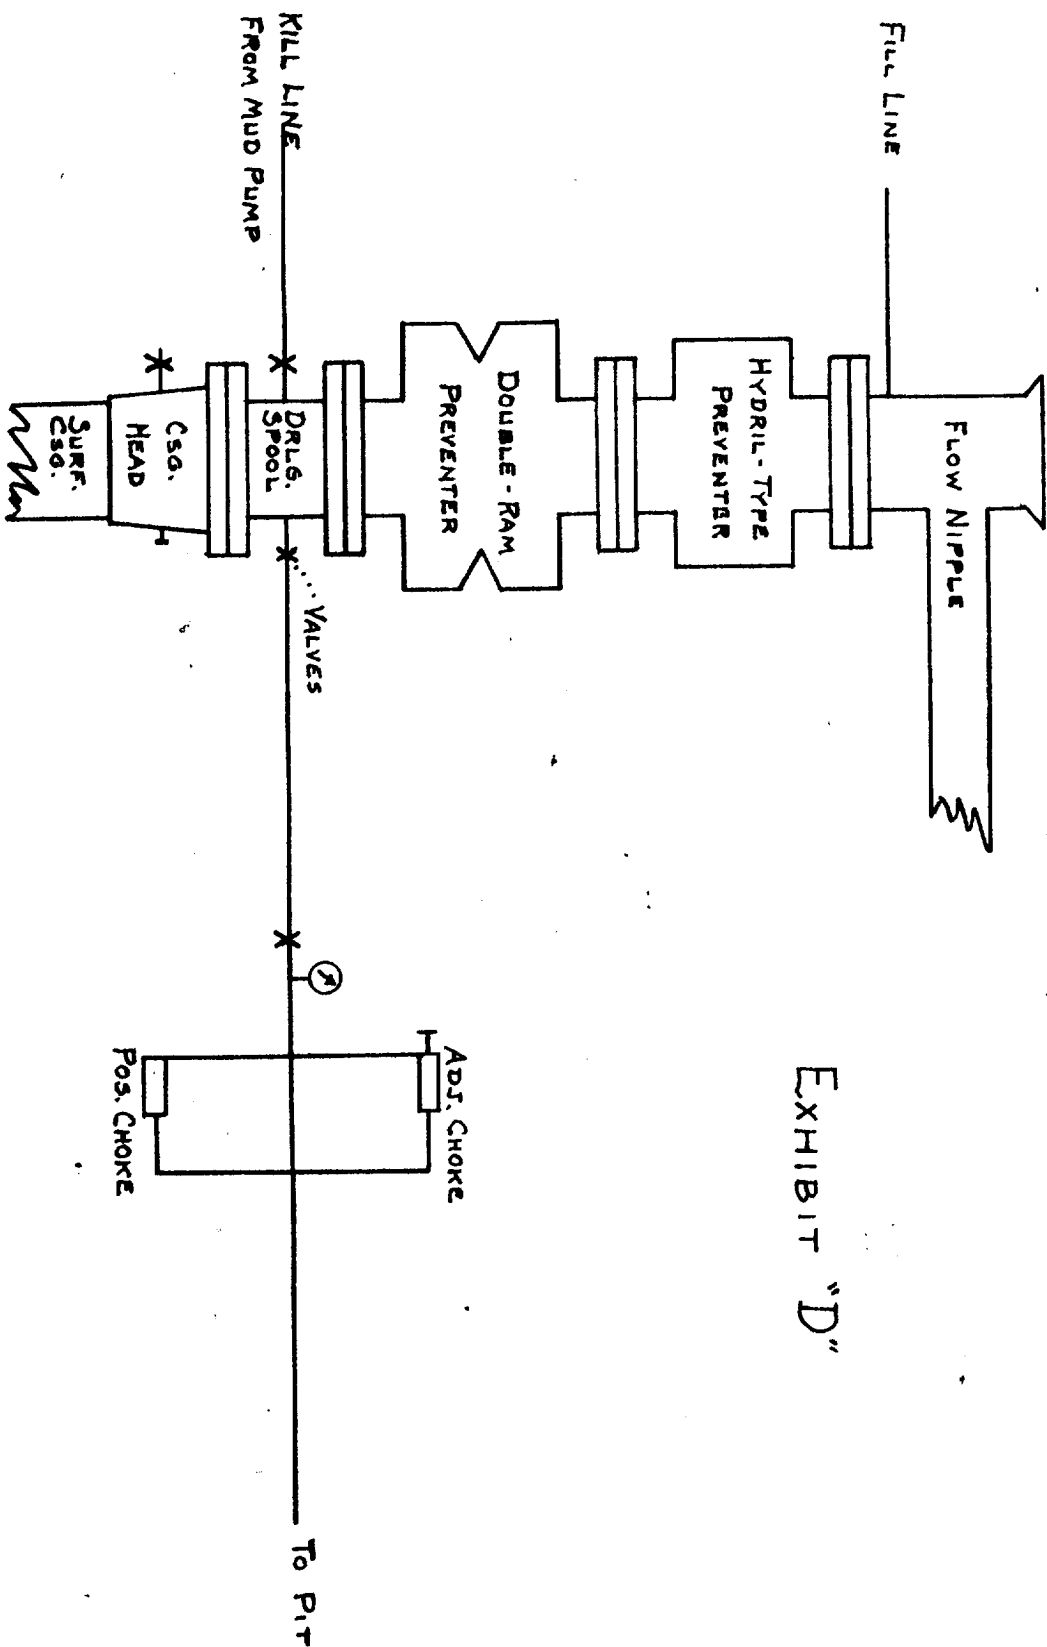 FILL LINE
FLOW NIPPLE
HYDRIL-TYPE
PREVENTER
DOUBLE-RAM
PREVENTER
KILL LINE
FROM MUD PUMP
DRLG.
SPOOL
VALVES
CSG.
HEAD
SURF.
CSG.
ADJ. CHOKE
POS. CHOKE
TO PIT
EXHIBIT "D"